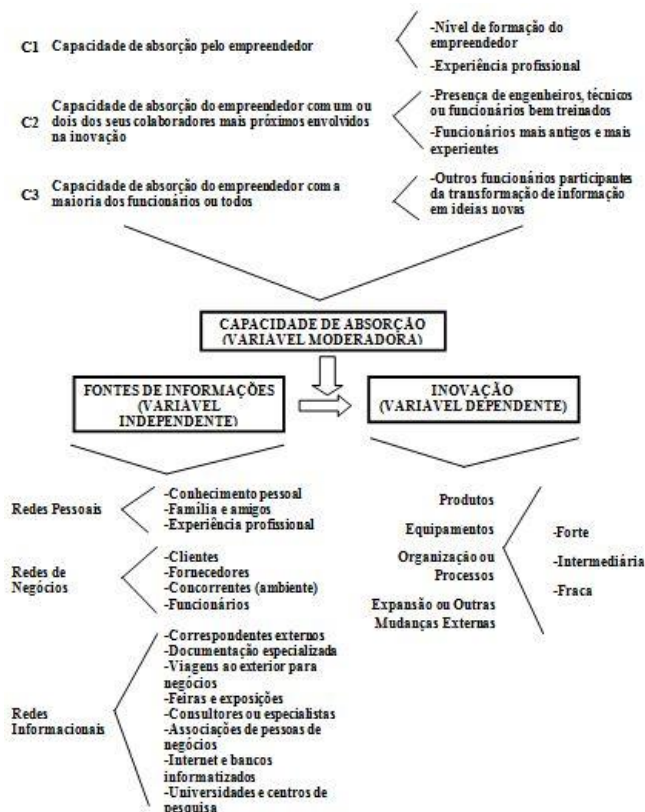 C1 Capacidade de absorção pelo empreendedor
-Nível de formação do
empreendedor
-Experiência profissional
C2 Capacidade de absorção do empreendedor com um ou
dois dos seus colaboradores mais próximos envolvidos
na inovação
-Presença de engenheiros, técnicos
ou funcionários bem treinados
-Funcionários mais antigos e mais
experientes
C3 Capacidade de absorção do empreendedor com a
maioria dos funcionários ou todos
-Outros funcionários participantes
da transformação de informação
em ideias novas
CAPACIDADE DE ABSORÇÃO
(VARIÁVEL MODERADORA)
FONTES DE INFORMAÇÕES
(VARIÁVEL
INDEPENDENTE)
INOVAÇÃO
(VARIÁVEL DEPENDENTE)
Redes Pessoais
-Conhecimento pessoal
-Família e amigos
-Experiência profissional
Redes de
Negócios
-Clientes
-Fornecedores
-Concorrentes (ambiente)
-Funcionários
Redes
Informacionais
-Correspondentes externos
-Documentação especializada
-Viagens ao exterior para
negócios
-Feiras e exposições
-Consultores ou especialistas
-Associações de pessoas de
negócios
-Internet e bancos
informatizados
-Universidades e centros de
pesquisa
Produtos
Equipamentos
Organização ou
Processos
Expansão ou Outras
Mudanças Externas
-Forte
-Intermediária
-Fraca